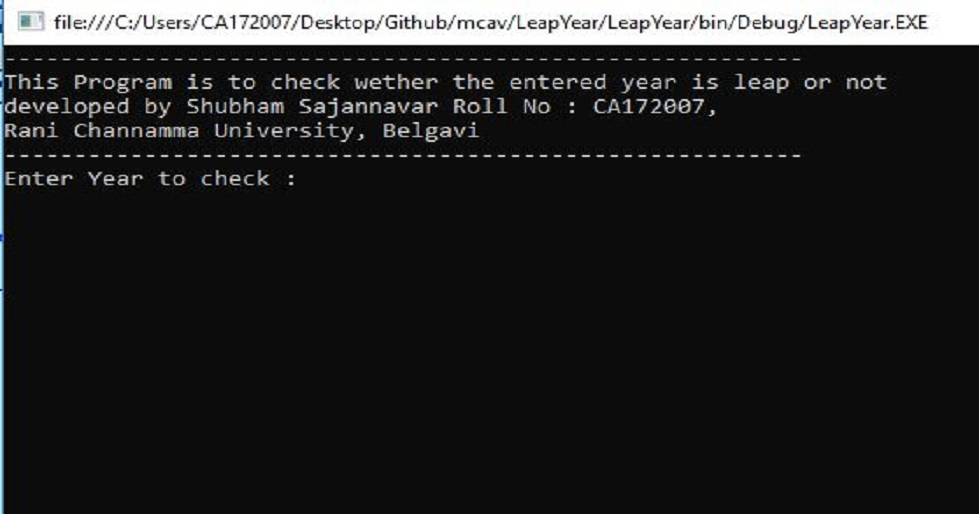 file:///C:/Users/CA172007/Desktop/Github/mcav/LeapYear/LeapYear/bin/Debug/LeapYear.EXE
---------------------------------------------------------
This Program is to check wether the entered year is leap or not
developed by Shubham Sajannavar Roll No : CA172007,
Rani Channamma University, Belgavi
---------------------------------------------------------
Enter Year to check :